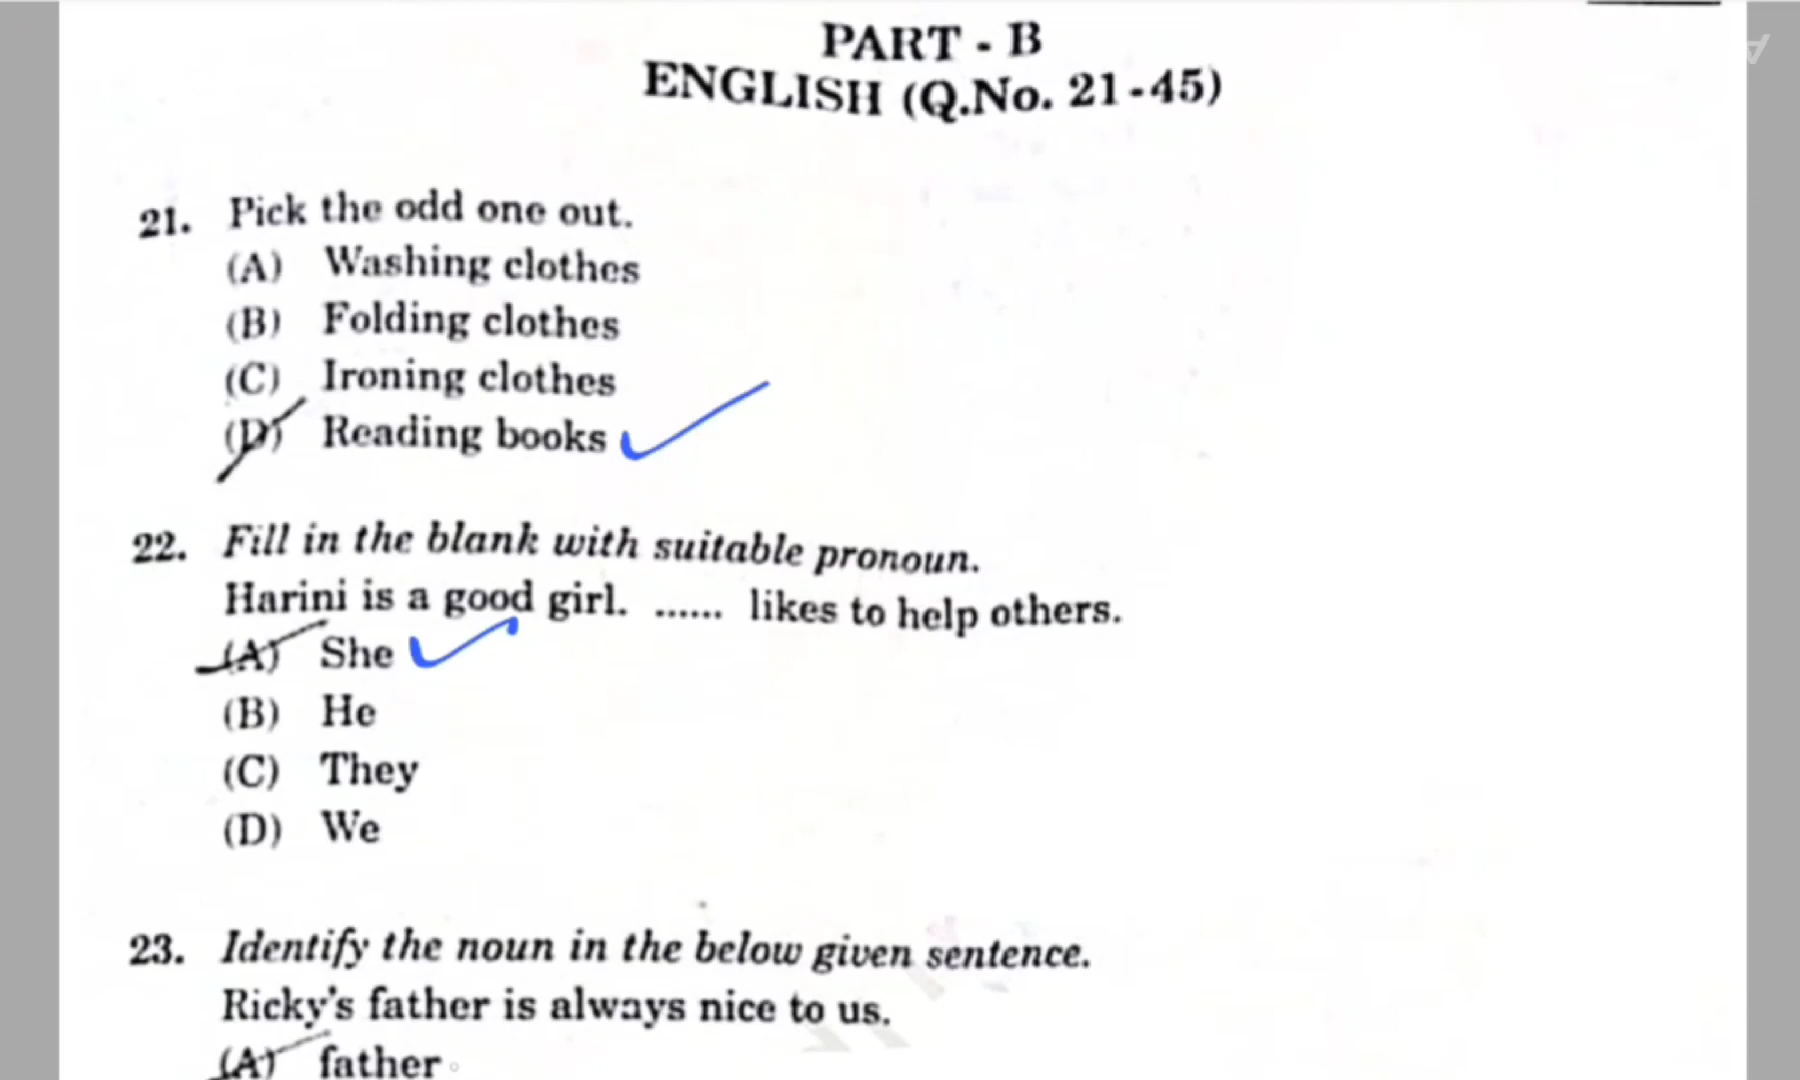 PART - B
ENGLISH (Q.No. 21-45)
21. Pick the odd one out.
(A) Washing clothes
(B) Folding clothes
(C) Ironing clothes
(D) Reading books
22. Fill in the blank with suitable pronoun.
Harini is a good girl. ...... likes to help others.
(A) She
(B) He
(C) They
(D) We
23. Identify the noun in the below given sentence.
Ricky's father is always nice to us.
(A) father